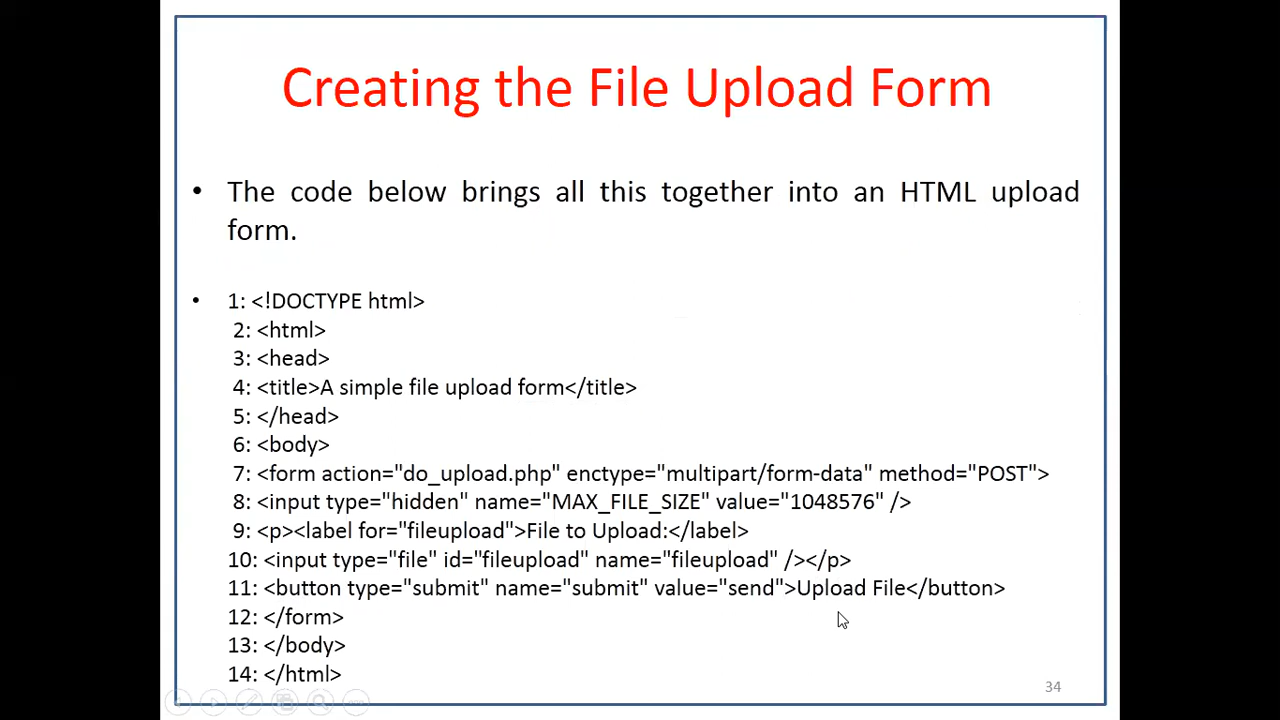 Creating the File Upload Form
• The code below brings all this together into an HTML upload
form.
• 1: <!DOCTYPE html>
2: <html>
3: <head>
4: <title>A simple file upload form</title>
5: </head>
6: <body>
7: <form action="do_upload.php" enctype="multipart/form-data" method="POST">
8: <input type="hidden" name="MAX_FILE_SIZE" value="1048576" />
9: <p><label for="fileupload">File to Upload:</label>
10: <input type="file" id="fileupload" name="fileupload" /></p>
11: <button type="submit" name="submit" value="send">Upload File</button>
12: </form>
13: </body>
14: </html>
34